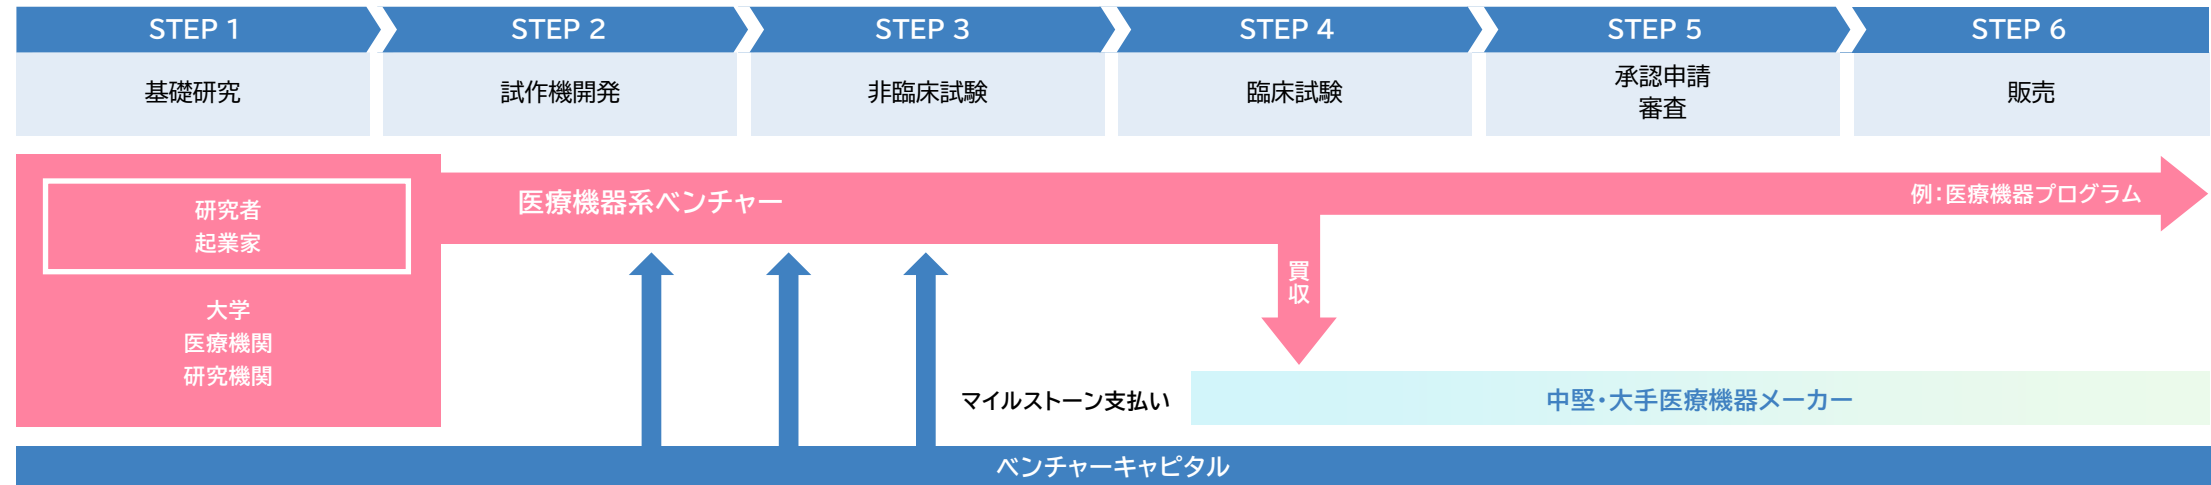 STEP 1
STEP 2
STEP 3
STEP 4
STEP 5
STEP 6
基礎研究
試作機開発
非臨床試験
臨床試験
承認申請
審査
販売
研究者
起業家
大学
医療機関
研究機関
医療機器系ベンチャー
例：医療機器プログラム
買収
マイルストーン支払い
中堅・大手医療機器メーカー
ベンチャーキャピタル